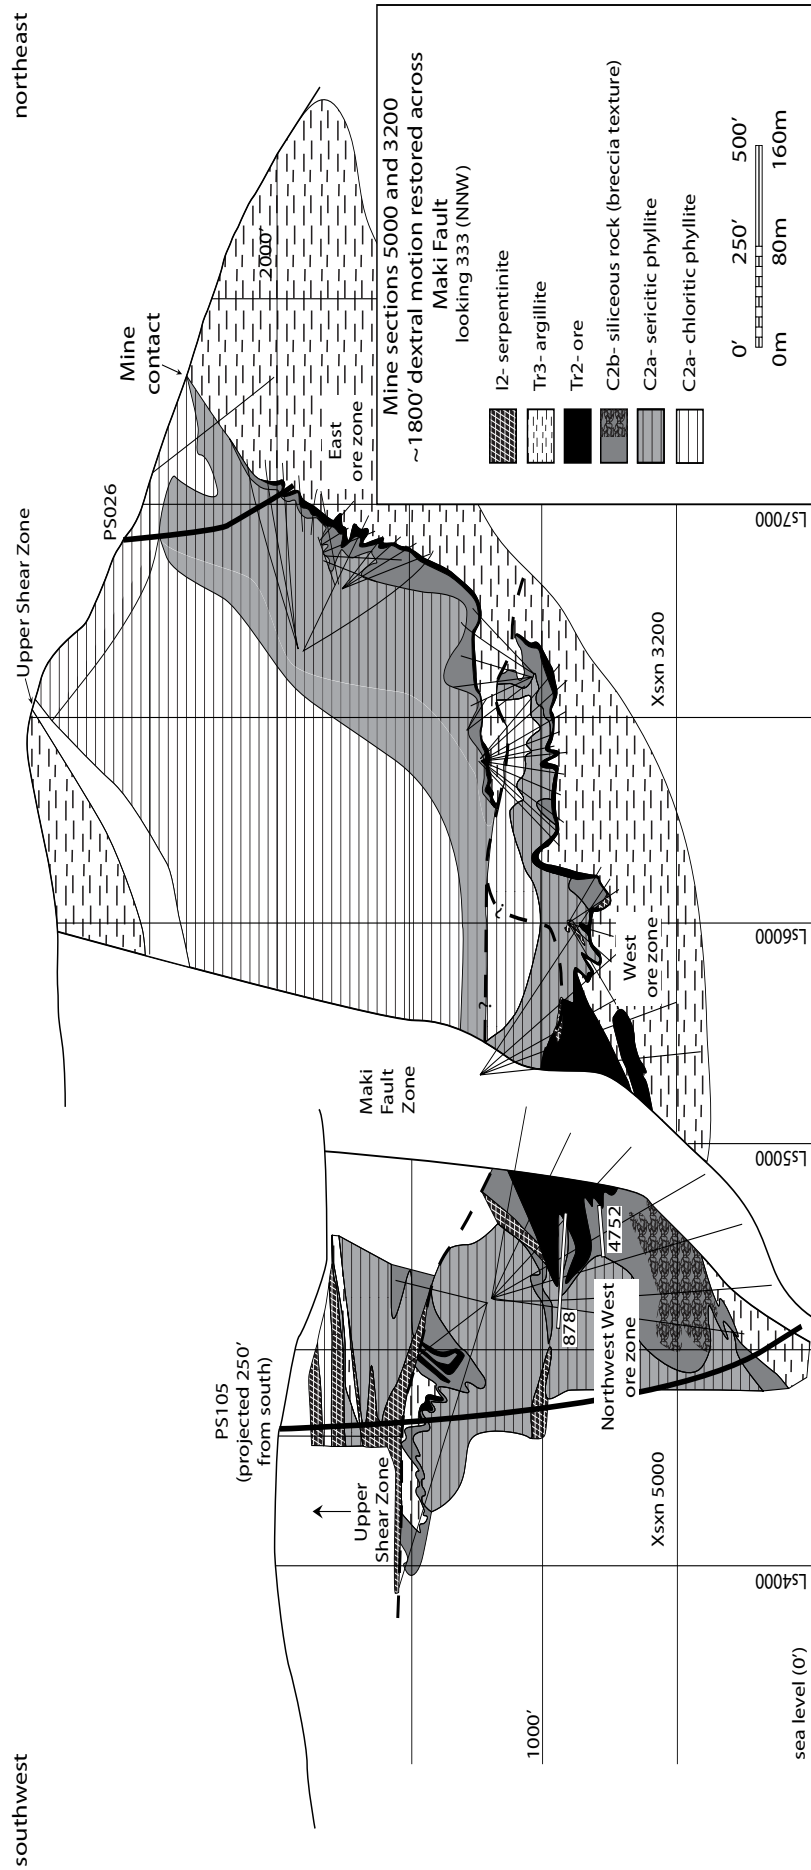 southwest
northeast
Upper Shear Zone
PS026
Mine
contact
2000’
East
ore zone
PS105
(projected 250’
from south)
Upper
Shear Zone
Maki
Fault
Zone
?
?
West
ore zone
878
4752
Northwest West
ore zone
1000’
Xsxn 5000
Xsxn 3200
sea level (0’)
Ls4000
Ls5000
Ls6000
Ls7000
Mine sections 5000 and 3200
~1800’ dextral motion restored across
Maki Fault
looking 333 (NNW)
I2- serpentinite
Tr3- argillite
Tr2- ore
C2b- siliceous rock (breccia texture)
C2a- sericitic phyllite
C2a- chloritic phyllite
0’ 250’ 500’
0m 80m 160m